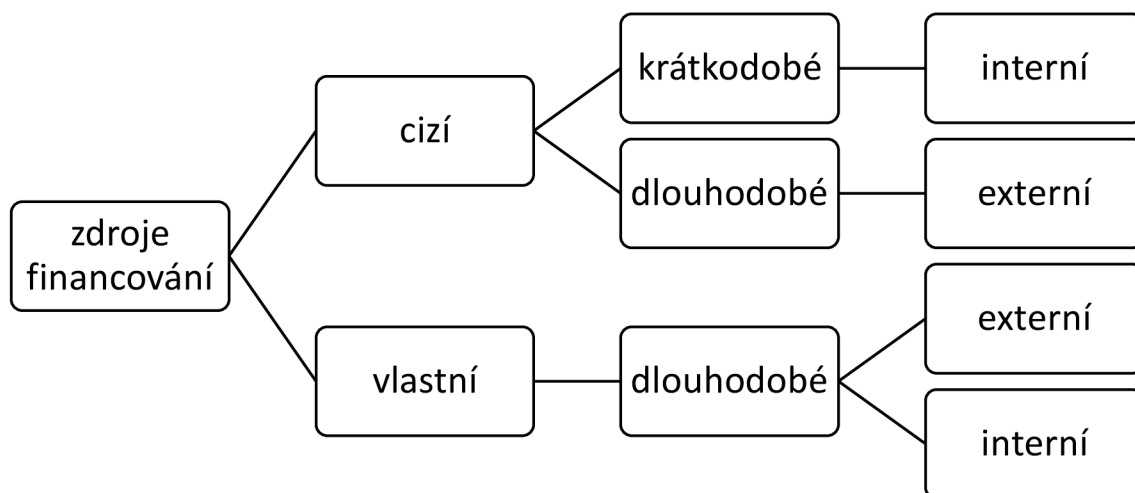 krátkodobé
interní
cizí
dlouhodobé
externí
zdroje
financování
externí
vlastní
dlouhodobé
interní